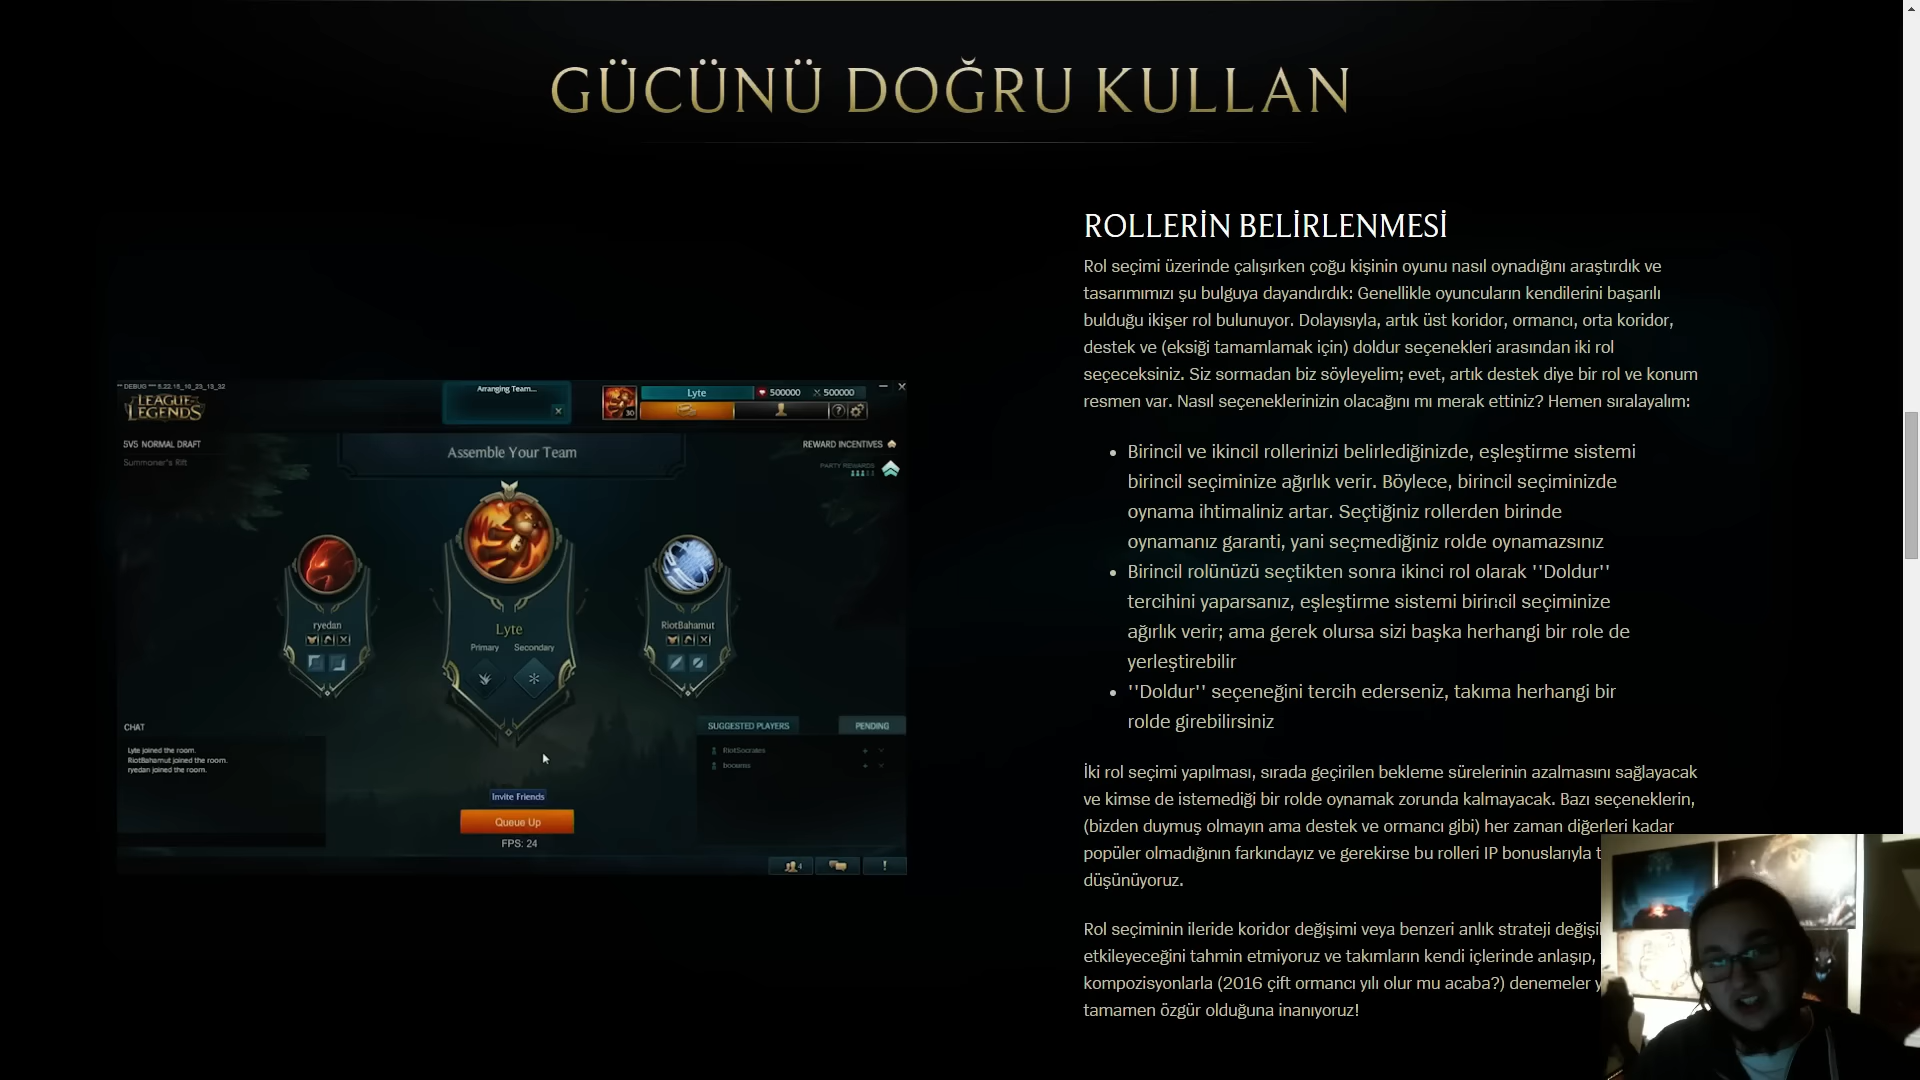 GÜCÜNÜ DOĞRU KULLAN
ROLLERİN BELİRLENMESİ
Rol seçimi üzerinde çalışırken çoğu kişinin oyunu nasıl oynadığını araştırdık ve
tasarımımızı şu bulguya dayandırdık: Genellikle oyuncuların kendilerini başarılı
bulduğu ikişer rol bulunuyor. Dolayısıyla, artık üst koridor, ormancı, orta koridor,
destek ve (eksiği tamamlamak için) doldur seçenekleri arasından iki rol
seçeceksiniz. Siz sormadan biz söyleyelim; evet, artık destek diye bir rol ve konum
resmen var. Nasıl seçeneklerinizin olacağını mı merak ettiniz? Hemen sıralayalım:
Birincil ve ikincil rollerinizi belirlediğinizde, eşleştirme sistemi
birincil seçiminize ağırlık verir. Böylece, birincil seçiminizde
oynama ihtimaliniz artar. Seçtiğiniz rollerden birinde
oynamanız garanti, yani seçmediğiniz rolde oynamazsınız
Birincil rolünüzü seçtikten sonra ikinci rol olarak ''Doldur''
tercihini yaparsanız, eşleştirme sistemi birincil seçiminize
ağırlık verir; ama gerek olursa sizi başka herhangi bir role de
yerleştirebilir
''Doldur'' seçeneğini tercih ederseniz, takıma herhangi bir
rolde girebilirsiniz
İki rol seçimi yapılması, sırada geçirilen bekleme sürelerinin azalmasını sağlayacak
ve kimse de istemediği bir rolde oynamak zorunda kalmayacak. Bazı seçeneklerin,
(bizden duymuş olmayın ama destek ve ormancı gibi) her zaman diğerleri kadar
popüler olmadığının farkındayız ve gerekirse bu rolleri IP bonuslarıyla
düşünüyoruz.
Rol seçiminin ileride koridor değişimi veya benzeri anlık strateji
etkileyeceğini tahmin etmiyoruz ve takımların kendi içlerinde anlaşıp,
kompozisyonlarla (2016 çift ormancı yılı olur mu acaba?) denemeler
tamamen özgür olduğuna inanıyoruz!
** DEBUG *** 5.22.15_10_23_13_32
LEAGUE of LEGENDS
Arranging Team...
Lyte
500000
500000
30
5V5 NORMAL DRAFT
Summoner's Rift
Assemble Your Team
REWARD INCENTIVES
PARTY REWARDS
ryedan
Lyte
Primary Secondary
RiotBahamut
CHAT
Lyte joined the room.
RiotBahamut joined the room.
ryedan joined the room.
SUGGESTED PLAYERS
PENDING
RiotSocrates
Invite Friends
Queue Up
FPS: 24
4